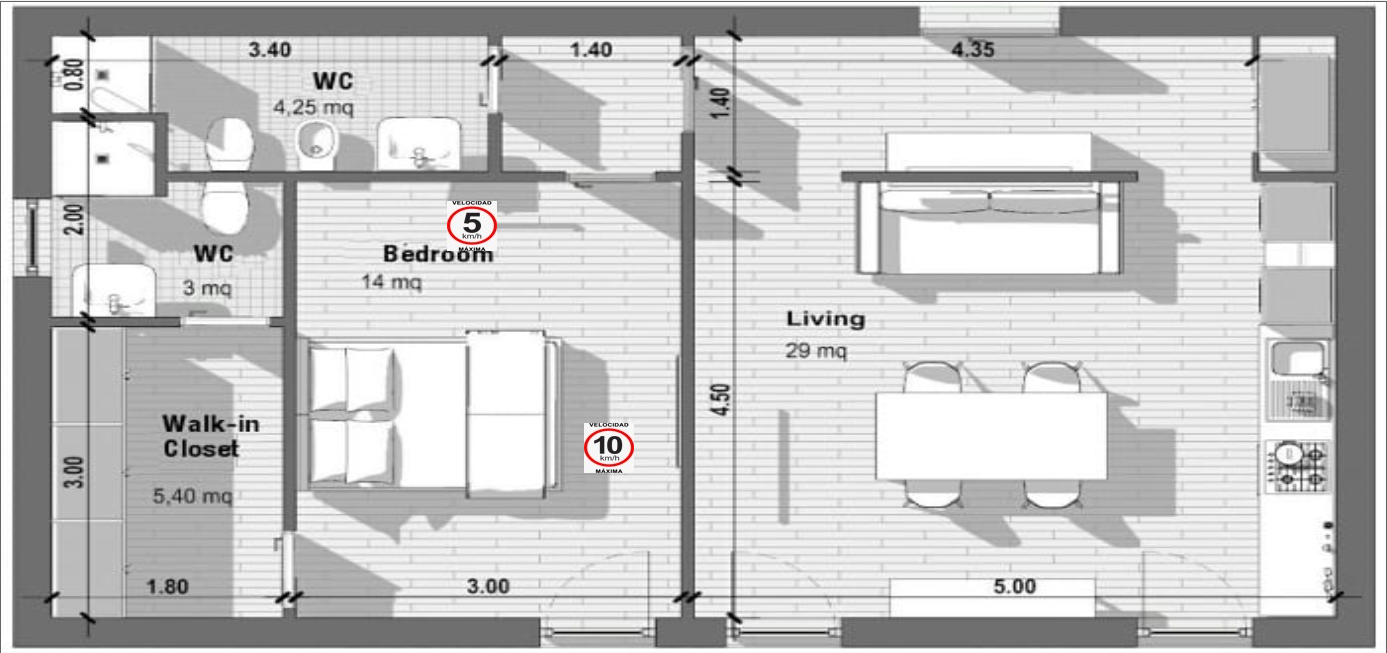 3.40
1.40
4.35
0.80
WC
4,25 mq
1.40
VELOCIDAD
5
km/h
MÁXIMA
2.00
WC
3 mq
Bedroom
14 mq
Living
29 mq
4.50
Walk-in
Closet
5,40 mq
3.00
VELOCIDAD
10
km/h
MÁXIMA
1.80
3.00
5.00